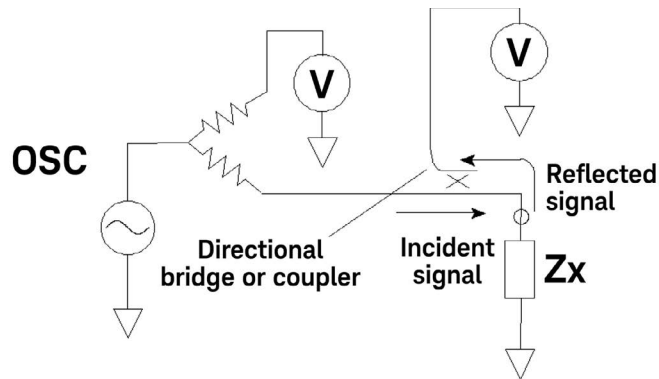 V
V
OSC
Reflected
signal
Directional
bridge or coupler
Incident
signal
Zx